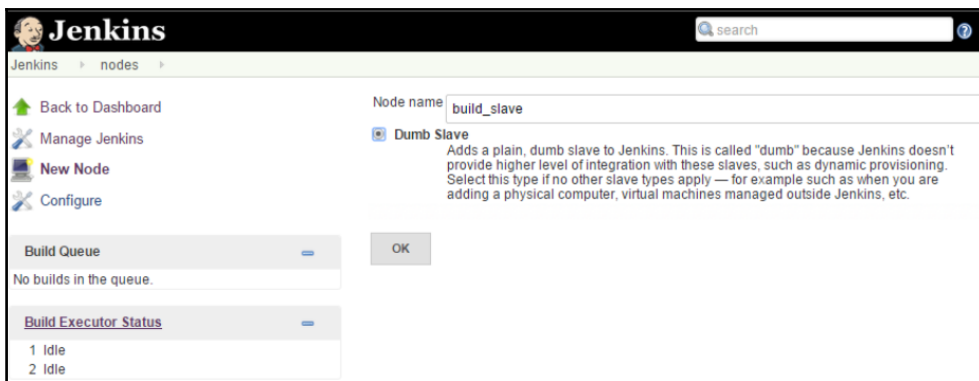 Jenkins
search
Jenkins nodes
Back to Dashboard
Manage Jenkins
New Node
Configure
Build Queue
No builds in the queue.
Build Executor Status
1 Idle
2 Idle
Node name build_slave
Dumb Slave
Adds a plain, dumb slave to Jenkins. This is called "dumb" because Jenkins doesn't
provide higher level of integration with these slaves, such as dynamic provisioning.
Select this type if no other slave types apply — for example such as when you are
adding a physical computer, virtual machines managed outside Jenkins, etc.
OK